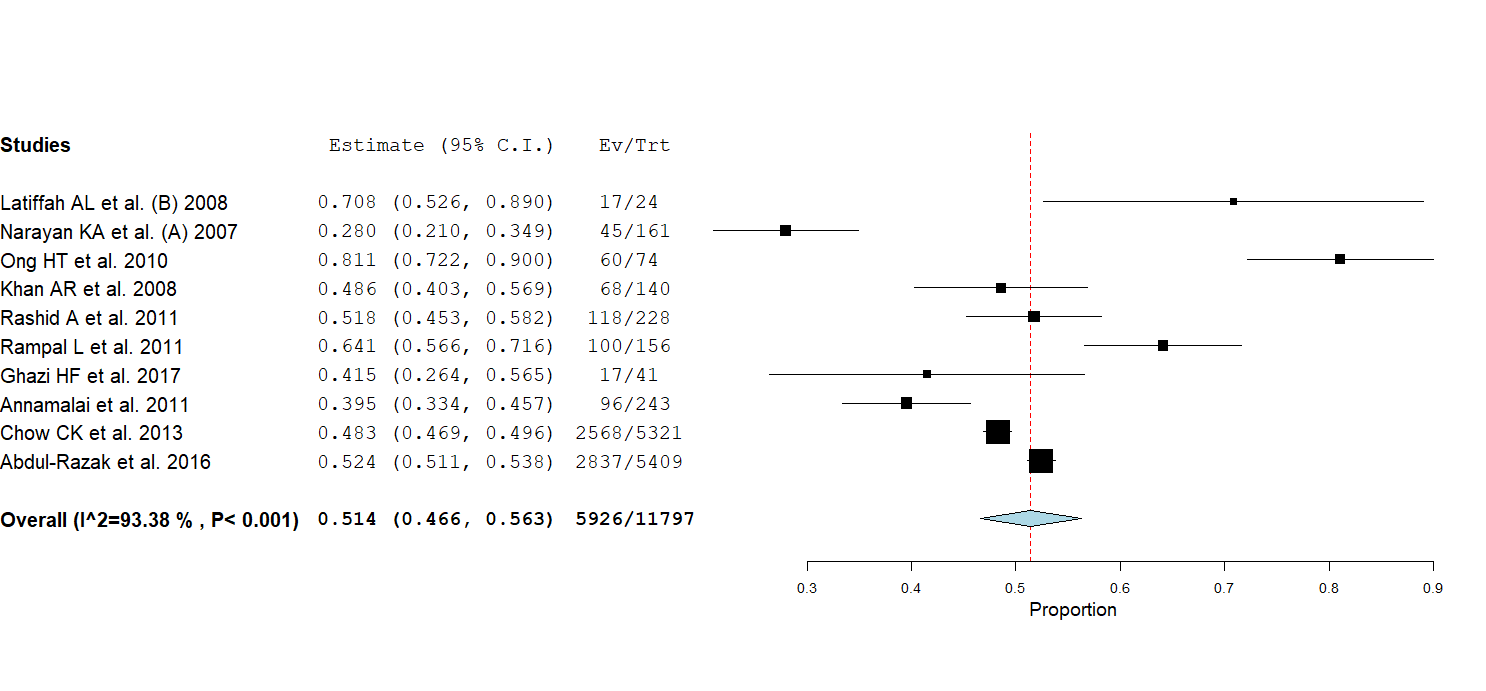 Studies Estimate (95% C.I.) Ev/Trt
Latiffah AL et al. (B) 2008 0.708 (0.526, 0.890) 17/24
Narayan KA et al. (A) 2007 0.280 (0.210, 0.349) 45/161
Ong HT et al. 2010 0.811 (0.722, 0.900) 60/74
Khan AR et al. 2008 0.486 (0.403, 0.569) 68/140
Rashid A et al. 2011 0.518 (0.453, 0.582) 118/228
Rampal L et al. 2011 0.641 (0.566, 0.716) 100/156
Ghazi HF et al. 2017 0.415 (0.264, 0.565) 17/41
Annamalai et al. 2011 0.395 (0.334, 0.457) 96/243
Chow CK et al. 2013 0.483 (0.469, 0.496) 2568/5321
Abdul-Razak et al. 2016 0.524 (0.511, 0.538) 2837/5409
Overall (I^2=93.38 % , P< 0.001) 0.514 (0.466, 0.563) 5926/11797
0.3 0.4 0.5 0.6 0.7 0.8 0.9
Proportion